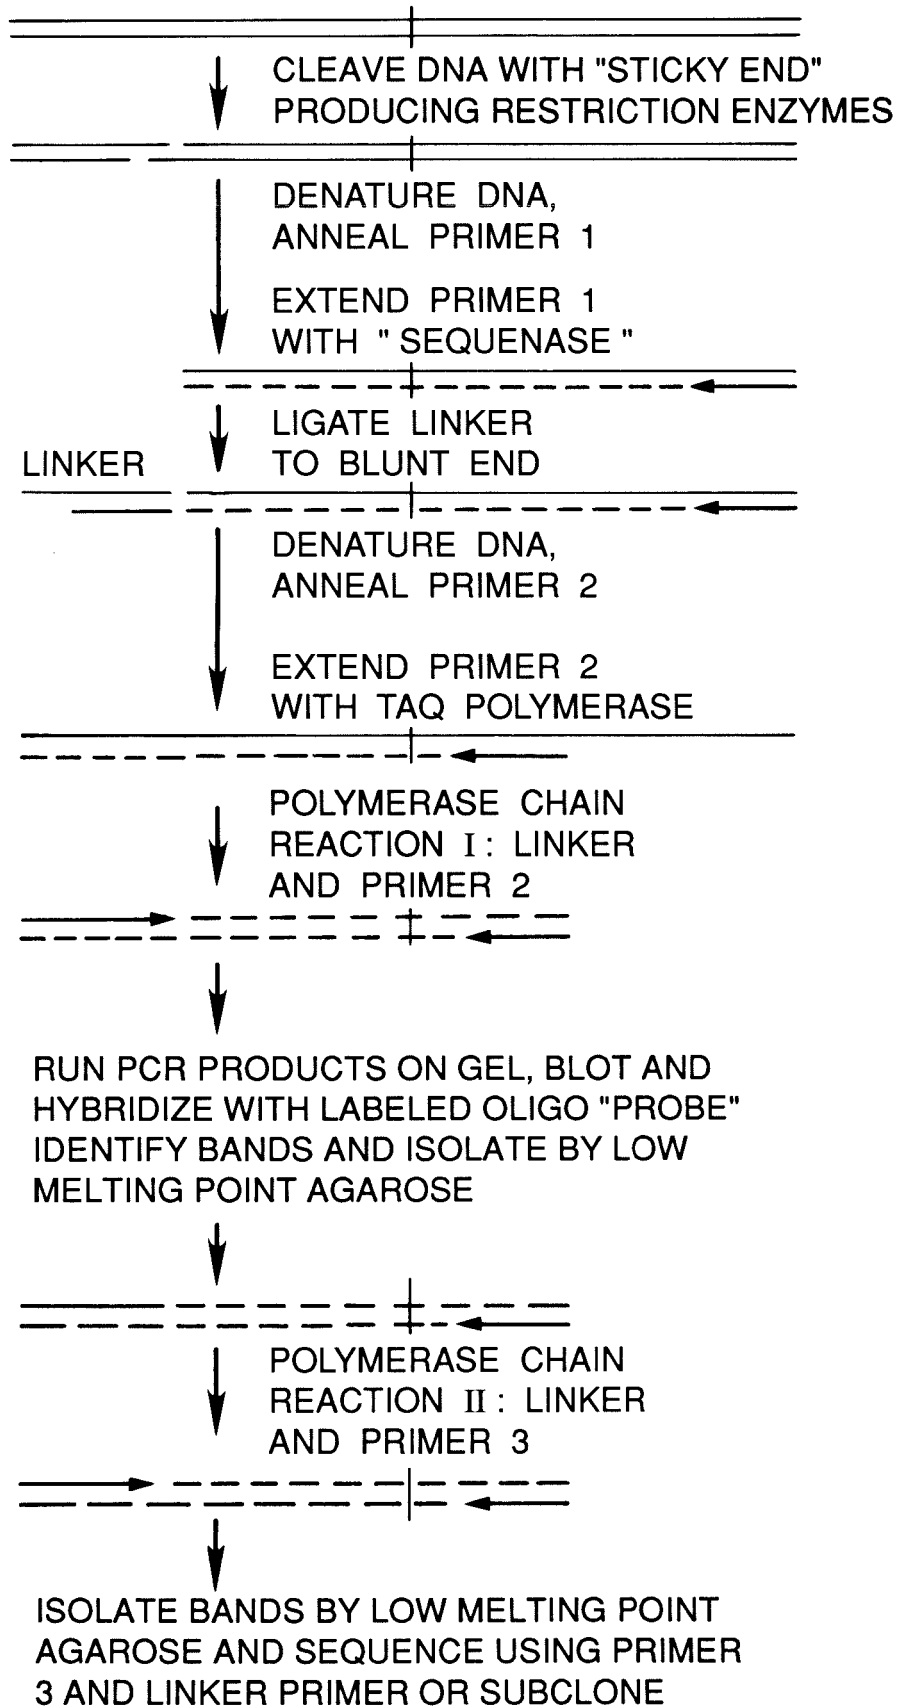 CLEAVE DNA WITH "STICKY END"
PRODUCING RESTRICTION ENZYMES
DENATURE DNA,
ANNEAL PRIMER 1
EXTEND PRIMER 1
WITH "SEQUENASE"
LIGATE LINKER
TO BLUNT END
LINKER
DENATURE DNA,
ANNEAL PRIMER 2
EXTEND PRIMER 2
WITH TAQ POLYMERASE
POLYMERASE CHAIN
REACTION I: LINKER
AND PRIMER 2
RUN PCR PRODUCTS ON GEL, BLOT AND
HYBRIDIZE WITH LABELED OLIGO "PROBE"
IDENTIFY BANDS AND ISOLATE BY LOW
MELTING POINT AGAROSE
POLYMERASE CHAIN
REACTION II: LINKER
AND PRIMER 3
ISOLATE BANDS BY LOW MELTING POINT
AGAROSE AND SEQUENCE USING PRIMER
3 AND LINKER PRIMER OR SUBCLONE